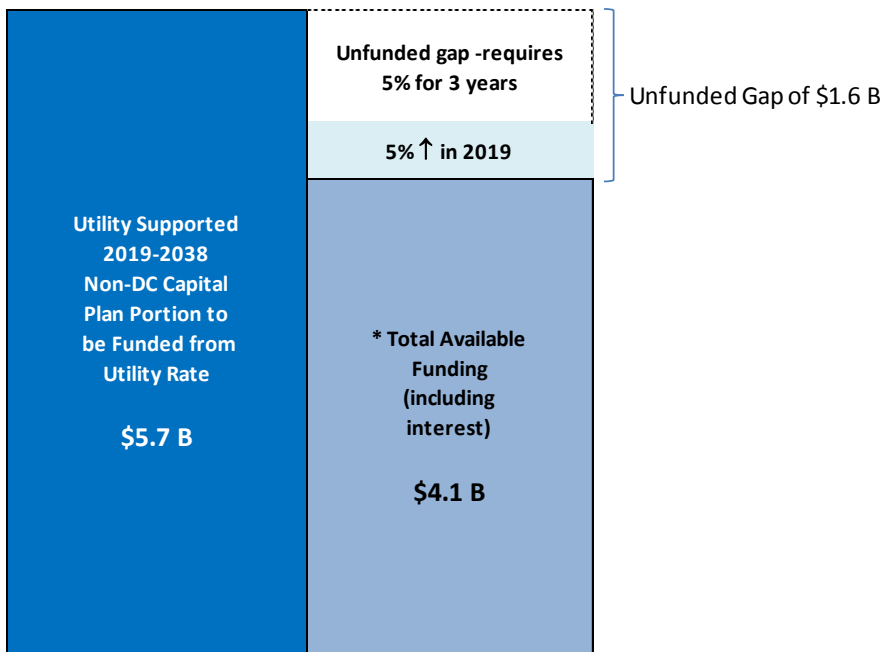 Utility Supported
2019-2038
Non-DC Capital
Plan Portion to
be Funded from
Utility Rate
$5.7 B
Unfunded gap -requires
5% for 3 years
5% ↑ in 2019
* Total Available
Funding
(including
interest)
$4.1 B
Unfunded Gap of $1.6 B